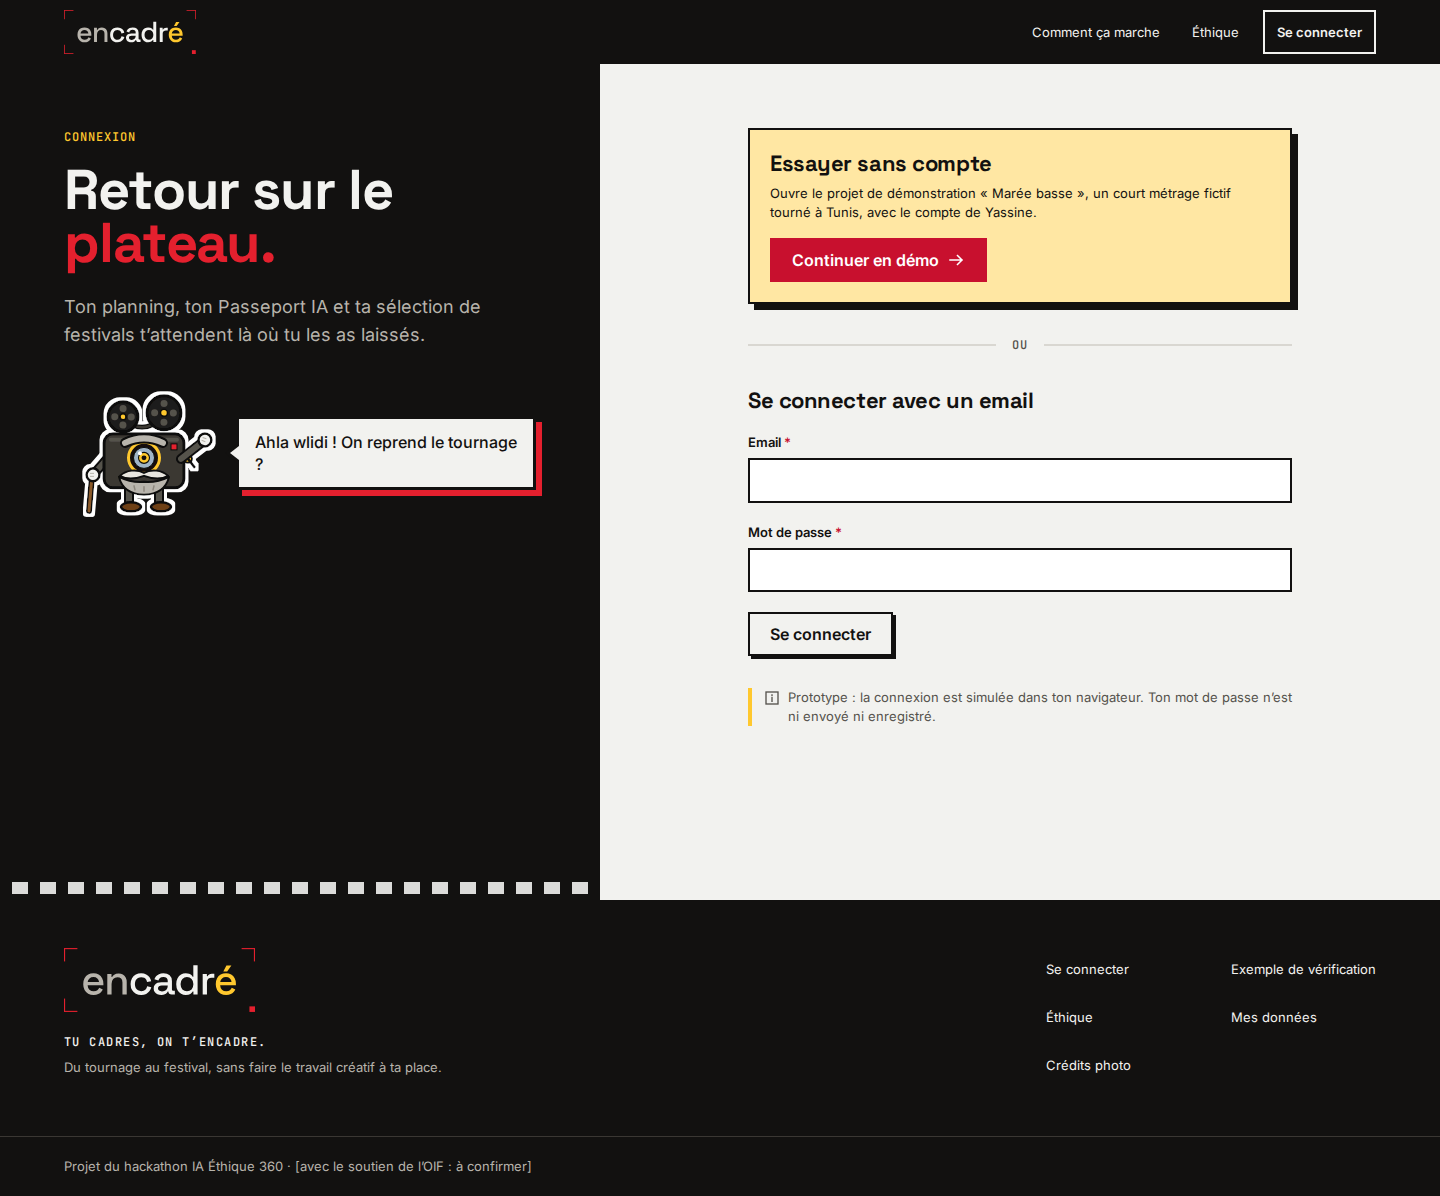 encadré
Comment ça marche
Éthique
Se connecter
CONNEXION
Retour sur le
plateau.
Ton planning, ton Passeport IA et ta sélection de
festivals t’attendent là où tu les as laissés.
Ahla wlidi ! On reprend le tournage
?
Essayer sans compte
Ouvre le projet de démonstration « Marée basse », un court métrage fictif
tourné à Tunis, avec le compte de Yassine.
Continuer en démo →
OU
Se connecter avec un email
Email *
Mot de passe *
Se connecter
Prototype : la connexion est simulée dans ton navigateur. Ton mot de passe n’est
ni envoyé ni enregistré.
encadré
TU CADRES, ON T’ENCADRE.
Du tournage au festival, sans faire le travail créatif à ta place.
Se connecter
Exemple de vérification
Éthique
Mes données
Crédits photo
Projet du hackathon IA Éthique 360 · [avec le soutien de l’OIF : à confirmer]